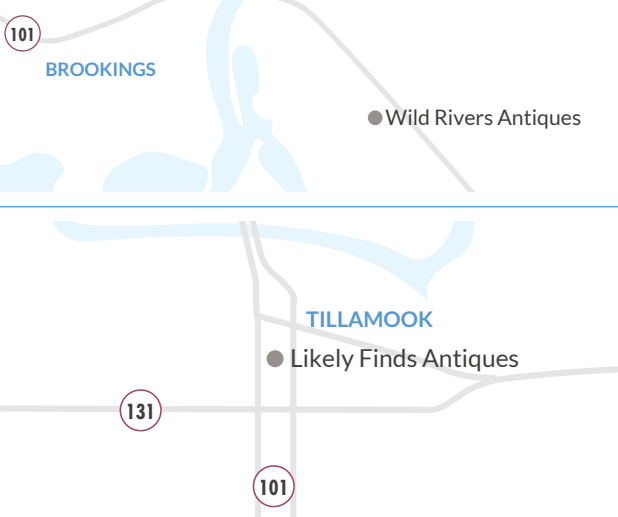 101
BROOKINGS
Wild Rivers Antiques
TILLAMOOK
Likely Finds Antiques
131
101